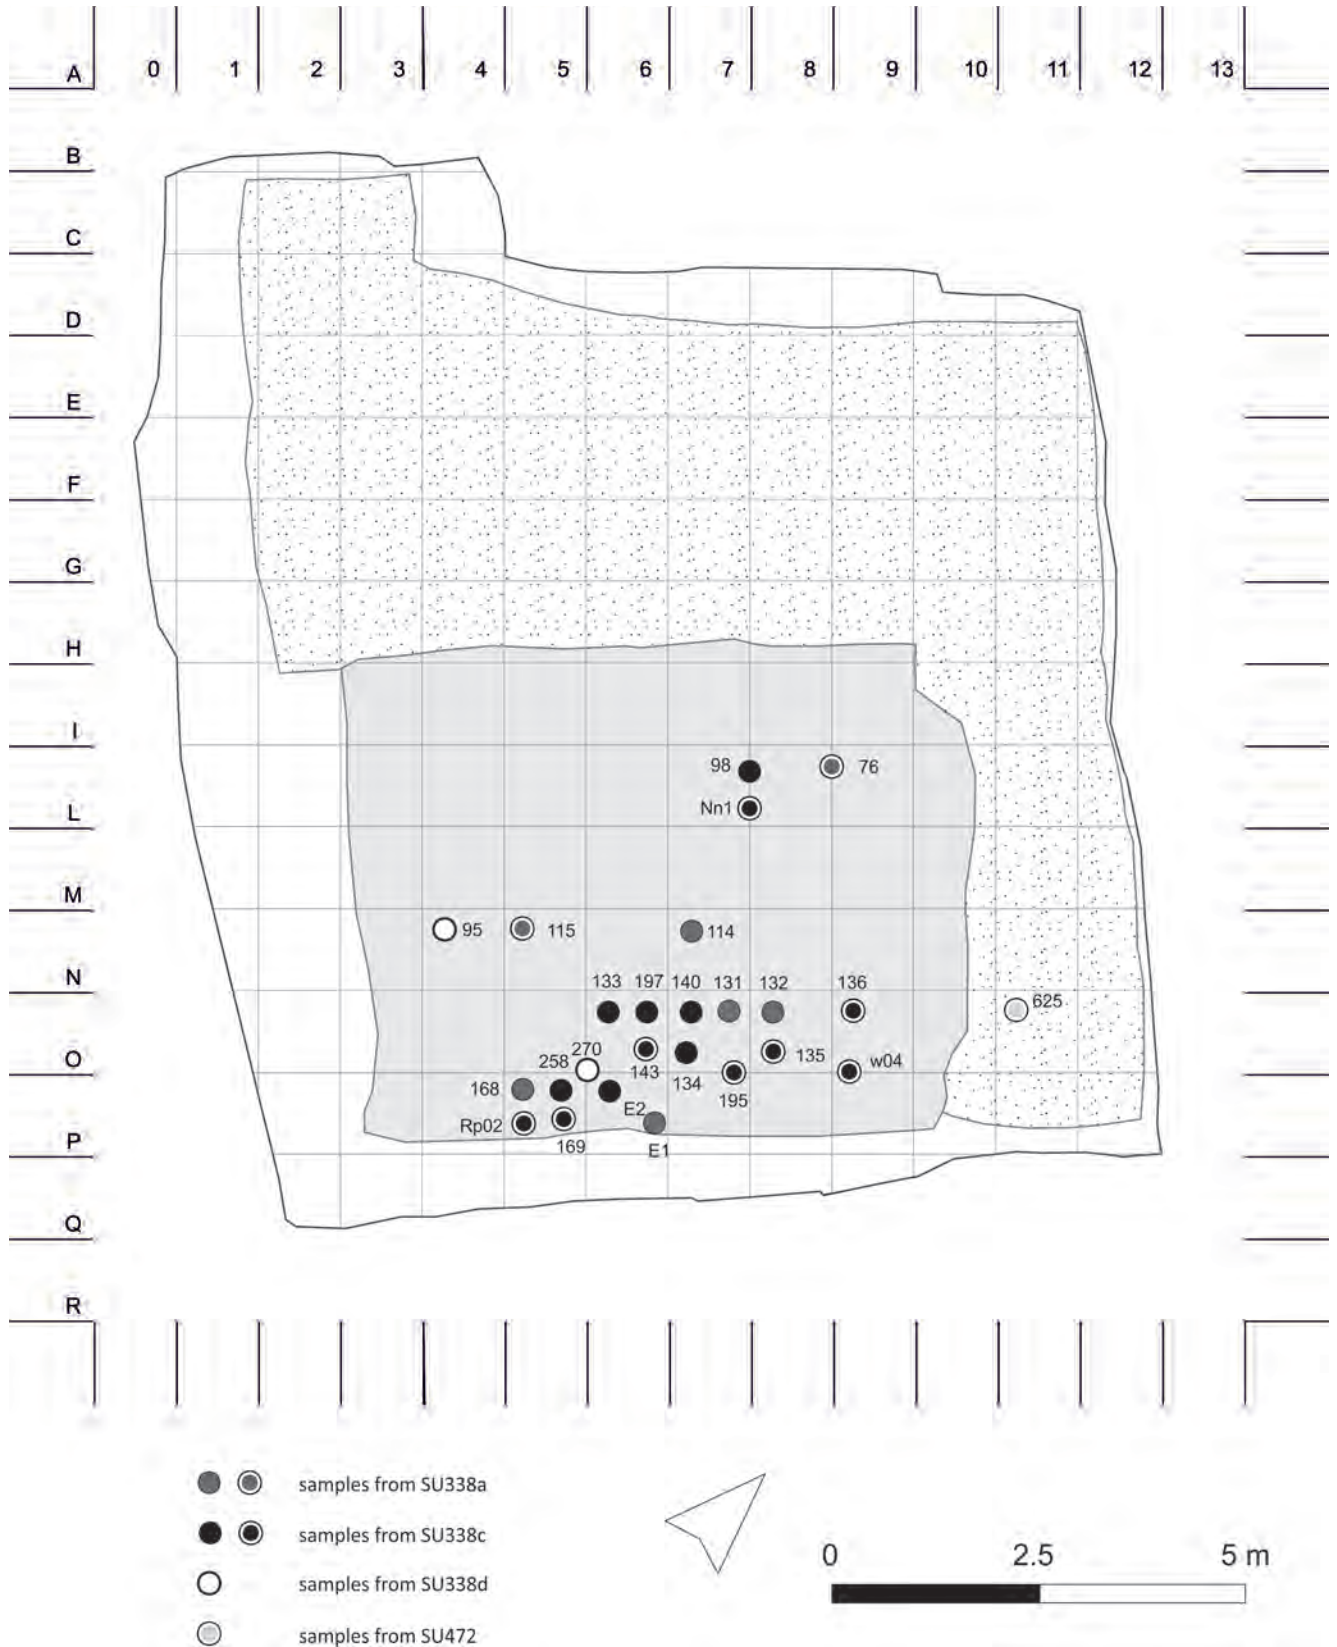 0 1 2 3 4 5 6 7 8 9 10 11 12 13
A
B
C
D
E
F
G
H
I
98 76
Nn1
L
M
95 115 114
N
133 197 140 131 132 136
625
270
O
258 143 134 135 w04
195
168
E2
Rp02
P
169 E1
Q
R
samples from SU338a
samples from SU338c
samples from SU338d
samples from SU472
0 2.5 5 m